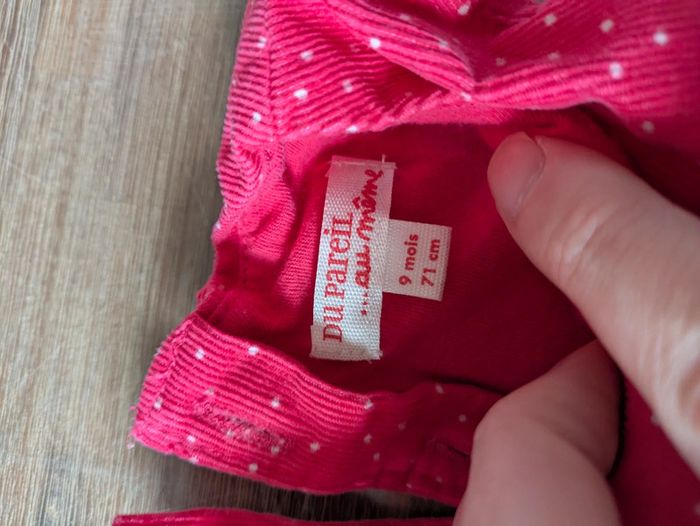 DU PaReiL
...au même
9 mois
71 cm